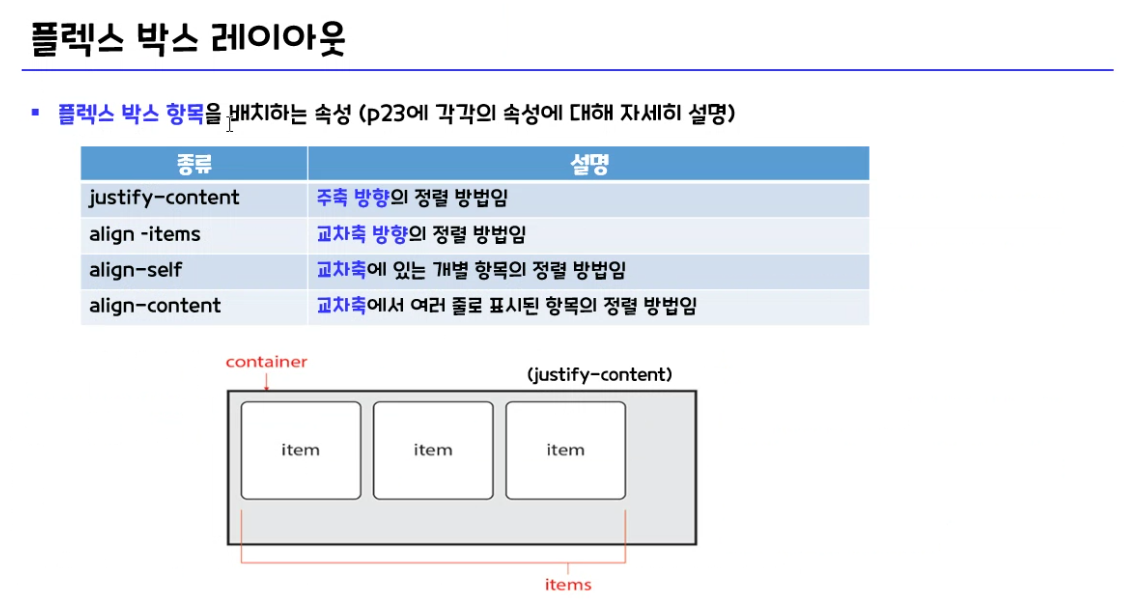 플렉스 박스 레이아웃
플렉스 박스 항목을 배치하는 속성 (p23에 각각의 속성에 대해 자세히 설명)
종류 설명
justify-content 주축 방향의 정렬 방법임
align -items 교차축 방향의 정렬 방법임
align-self 교차축에 있는 개별 항목의 정렬 방법임
align-content 교차축에서 여러 줄로 표시된 항목의 정렬 방법임
container
(justify-content)
item item item
items